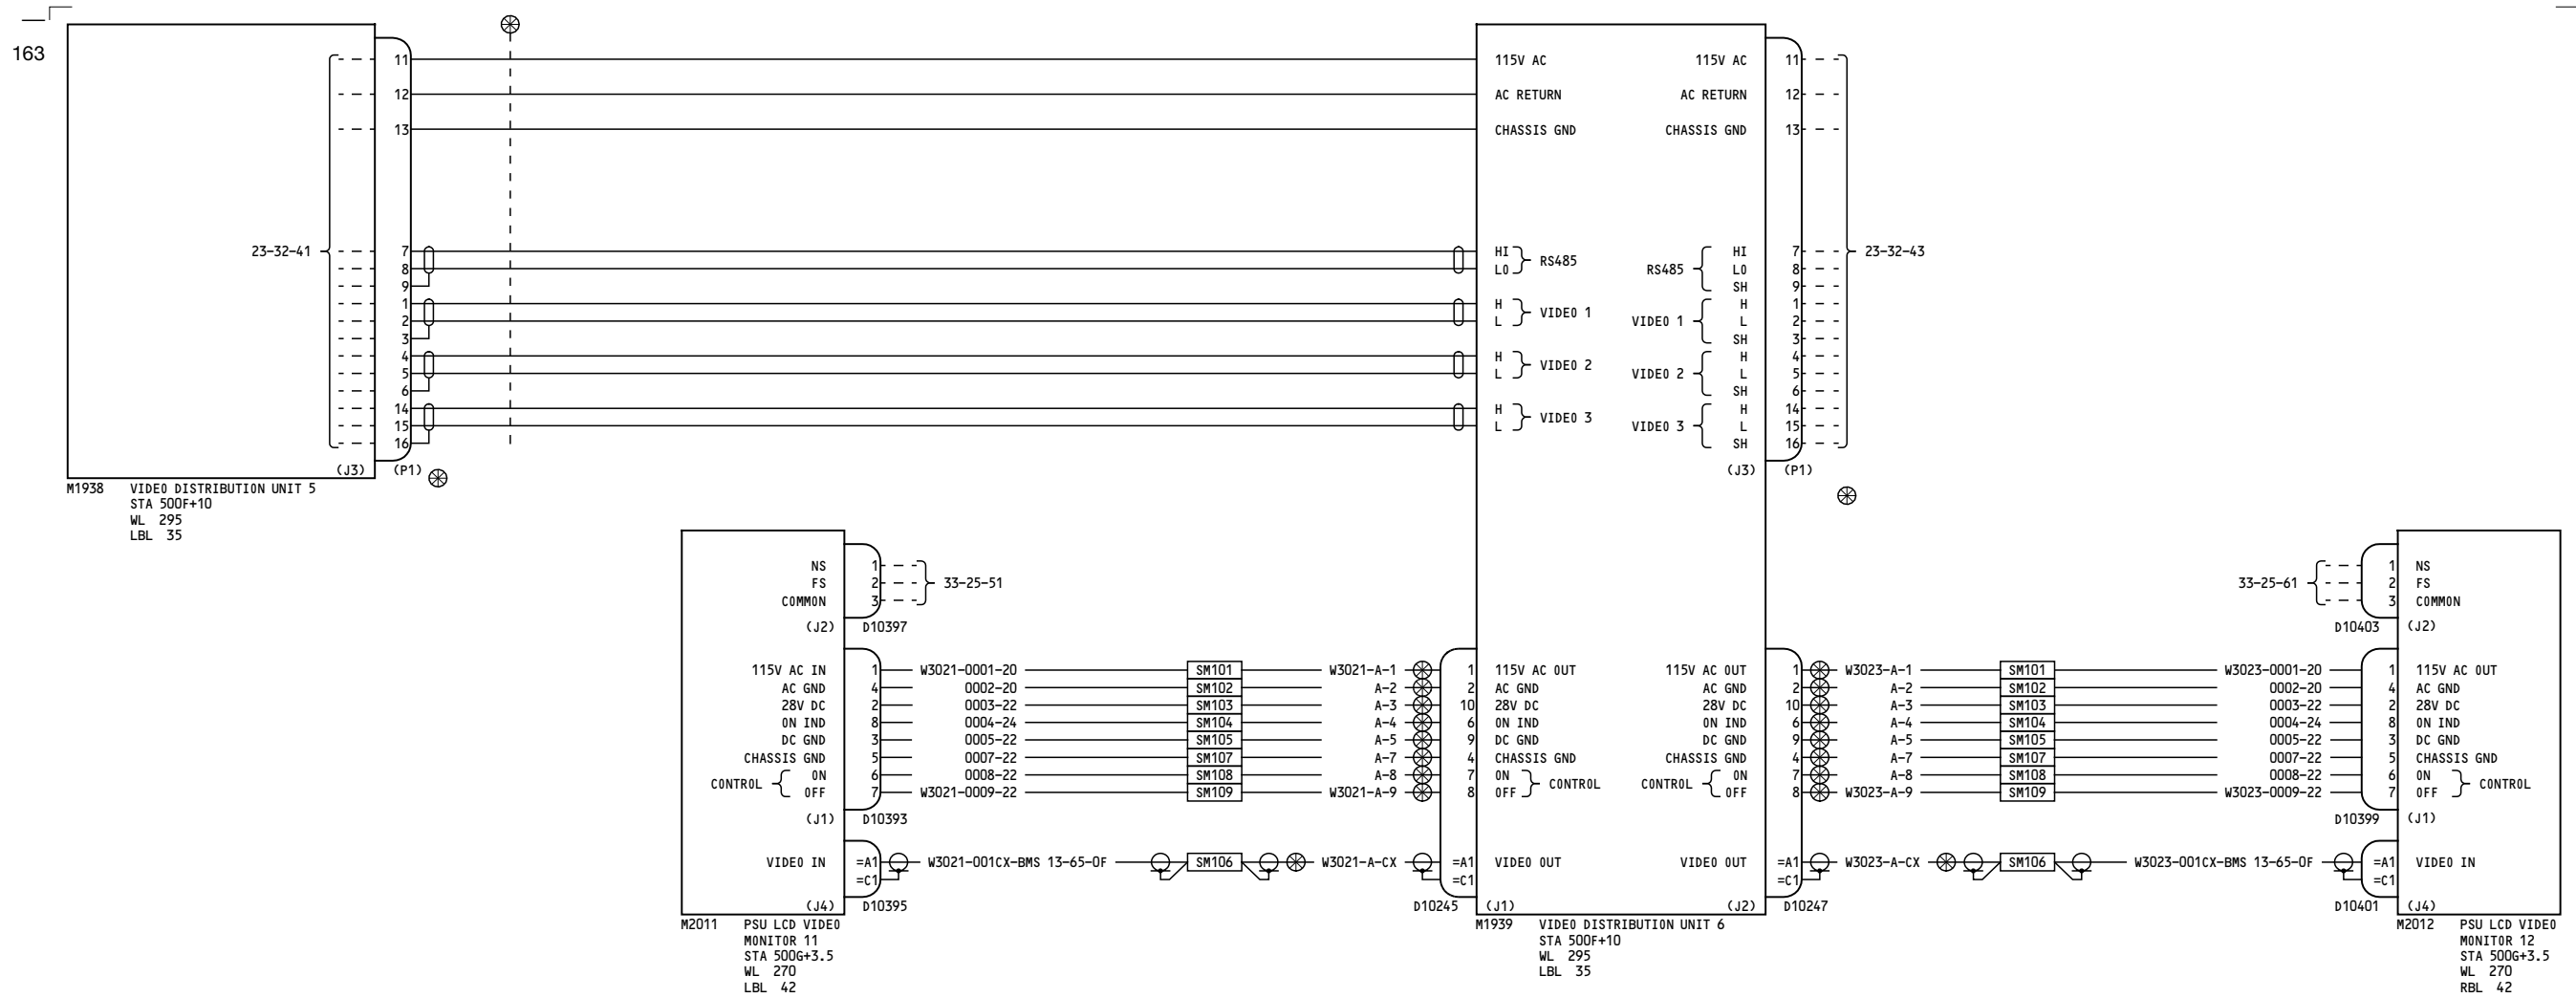 163
11
12
13
23-32-41
7
8
9
1
2
3
4
5
6
14
15
16
(J3) (P1)
M1938 VIDEO DISTRIBUTION UNIT 5
STA 500F+10
WL 295
LBL 35
115V AC 115V AC 11
AC RETURN AC RETURN 12
CHASSIS GND CHASSIS GND 13
HI HI 7 23-32-43
LO RS485 RS485 LO 8
SH 9
H H 1
L VIDEO 1 VIDEO 1 L 2
SH 3
H H 4
L VIDEO 2 VIDEO 2 L 5
SH 6
H H 14
L VIDEO 3 VIDEO 3 L 15
SH 16
(J3) (P1)
NS 1
FS 2 33-25-51
COMMON 3
(J2) D10397
1 NS
33-25-61 2 FS
3 COMMON
D10403 (J2)
115V AC IN 1 W3021-0001-20 SM101 W3021-A-1 1 115V AC OUT 115V AC OUT 1 W3023-A-1 SM101 W3023-0001-20 1 115V AC OUT
AC GND 4 0002-20 SM102 A-2 2 AC GND AC GND 2 A-2 SM102 0002-20 4 AC GND
28V DC 2 0003-22 SM103 A-3 10 28V DC 28V DC 10 A-3 SM103 0003-22 2 28V DC
ON IND 8 0004-24 SM104 A-4 6 ON IND ON IND 6 A-4 SM104 0004-24 8 ON IND
DC GND 3 0005-22 SM105 A-5 9 DC GND DC GND 9 A-5 SM105 0005-22 3 DC GND
CHASSIS GND 5 0007-22 SM107 A-7 4 CHASSIS GND CHASSIS GND 4 A-7 SM107 0007-22 5 CHASSIS GND
CONTROL ON 6 0008-22 SM108 A-8 7 ON CONTROL CONTROL ON 7 A-8 SM108 0008-22 6 ON CONTROL
OFF 7 W3021-0009-22 SM109 W3021-A-9 8 OFF OFF 8 W3023-A-9 SM109 W3023-0009-22 7 OFF
(J1) D10393 D10399 (J1)
VIDEO IN =A1 W3021-001CX-BMS 13-65-OF SM106 W3021-A-CX =A1 VIDEO OUT VIDEO OUT =A1 W3023-A-CX SM106 W3023-001CX-BMS 13-65-OF =A1 VIDEO IN
=C1 =C1 =C1 =C1
(J4) D10395 D10245 (J1) (J2) D10247 D10401 (J4)
M2011 PSU LCD VIDEO
MONITOR 11
STA 500G+3.5
WL 270
LBL 42
M1939 VIDEO DISTRIBUTION UNIT 6
STA 500F+10
WL 295
LBL 35
M2012 PSU LCD VIDEO
MONITOR 12
STA 500G+3.5
WL 270
RBL 42